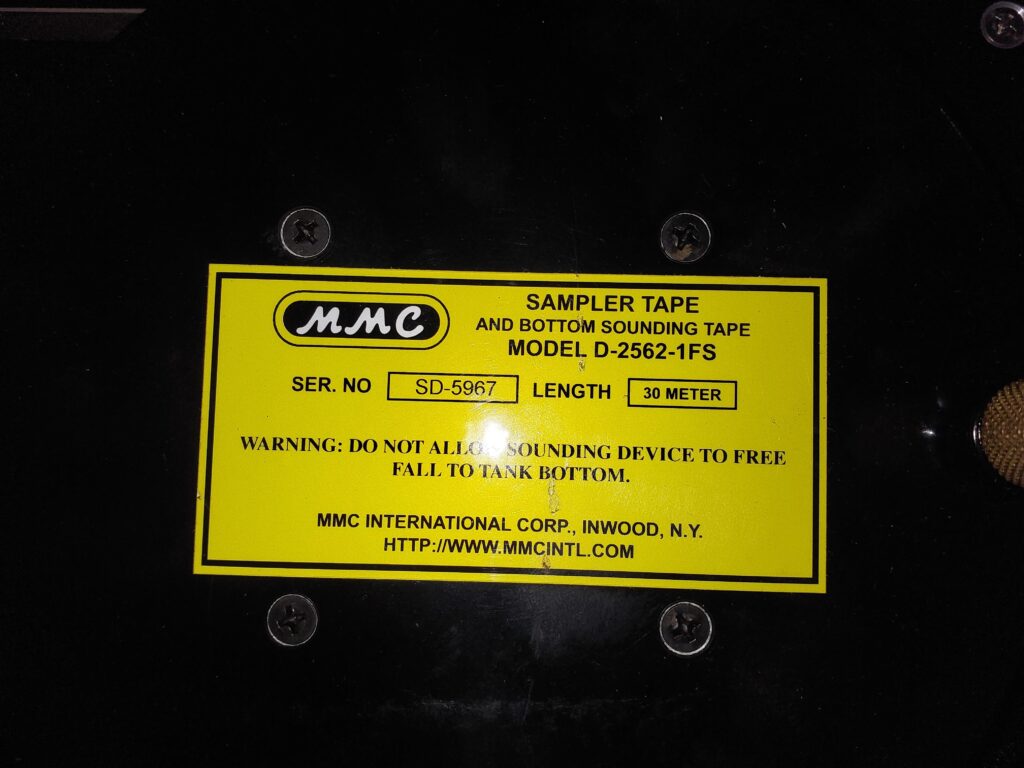 MMC
SAMPLER TAPE
AND BOTTOM SOUNDING TAPE
MODEL D-2562-1FS
SER. NO SD-5967 LENGTH 30 METER
WARNING: DO NOT ALLOW SOUNDING DEVICE TO FREE
FALL TO TANK BOTTOM.
MMC INTERNATIONAL CORP., INWOOD, N.Y.
HTTP://WWW.MMCINTL.COM